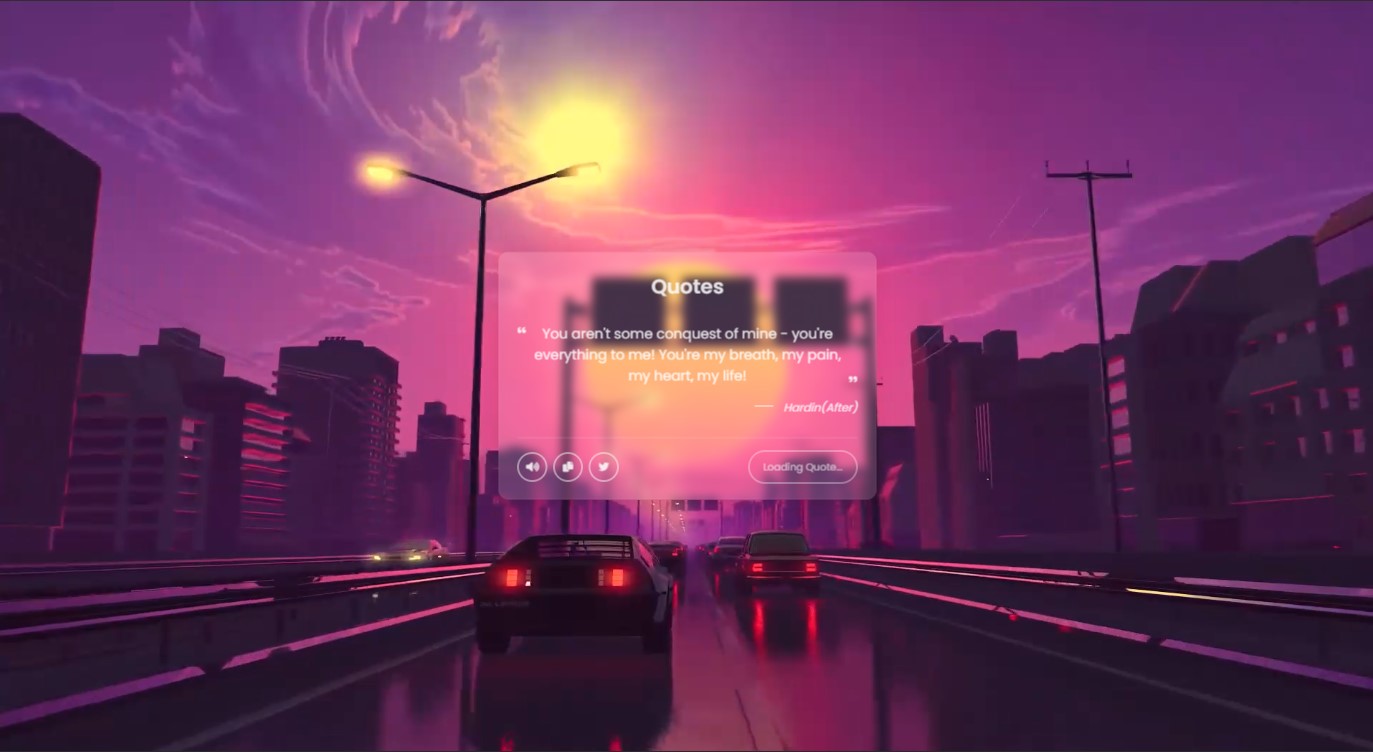 Quotes
“ You aren't some conquest of mine - you're
everything to me! You're my breath, my pain,
my heart, my life! ”
Hardin(After)
Loading Quote...